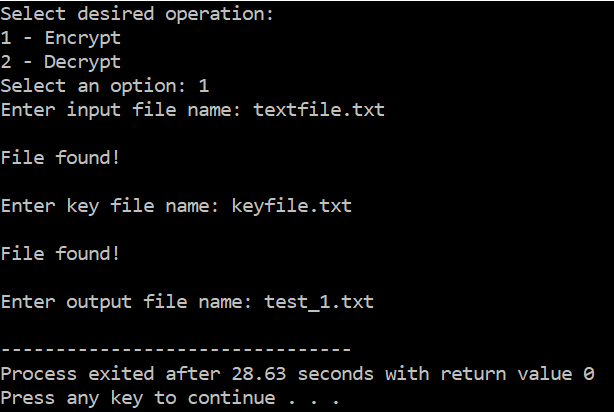 Select desired operation:
1 - Encrypt
2 - Decrypt
Select an option: 1
Enter input file name: textfile.txt
File found!
Enter key file name: keyfile.txt
File found!
Enter output file name: test_1.txt
--------------------------------
Process exited after 28.63 seconds with return value 0
Press any key to continue . . .